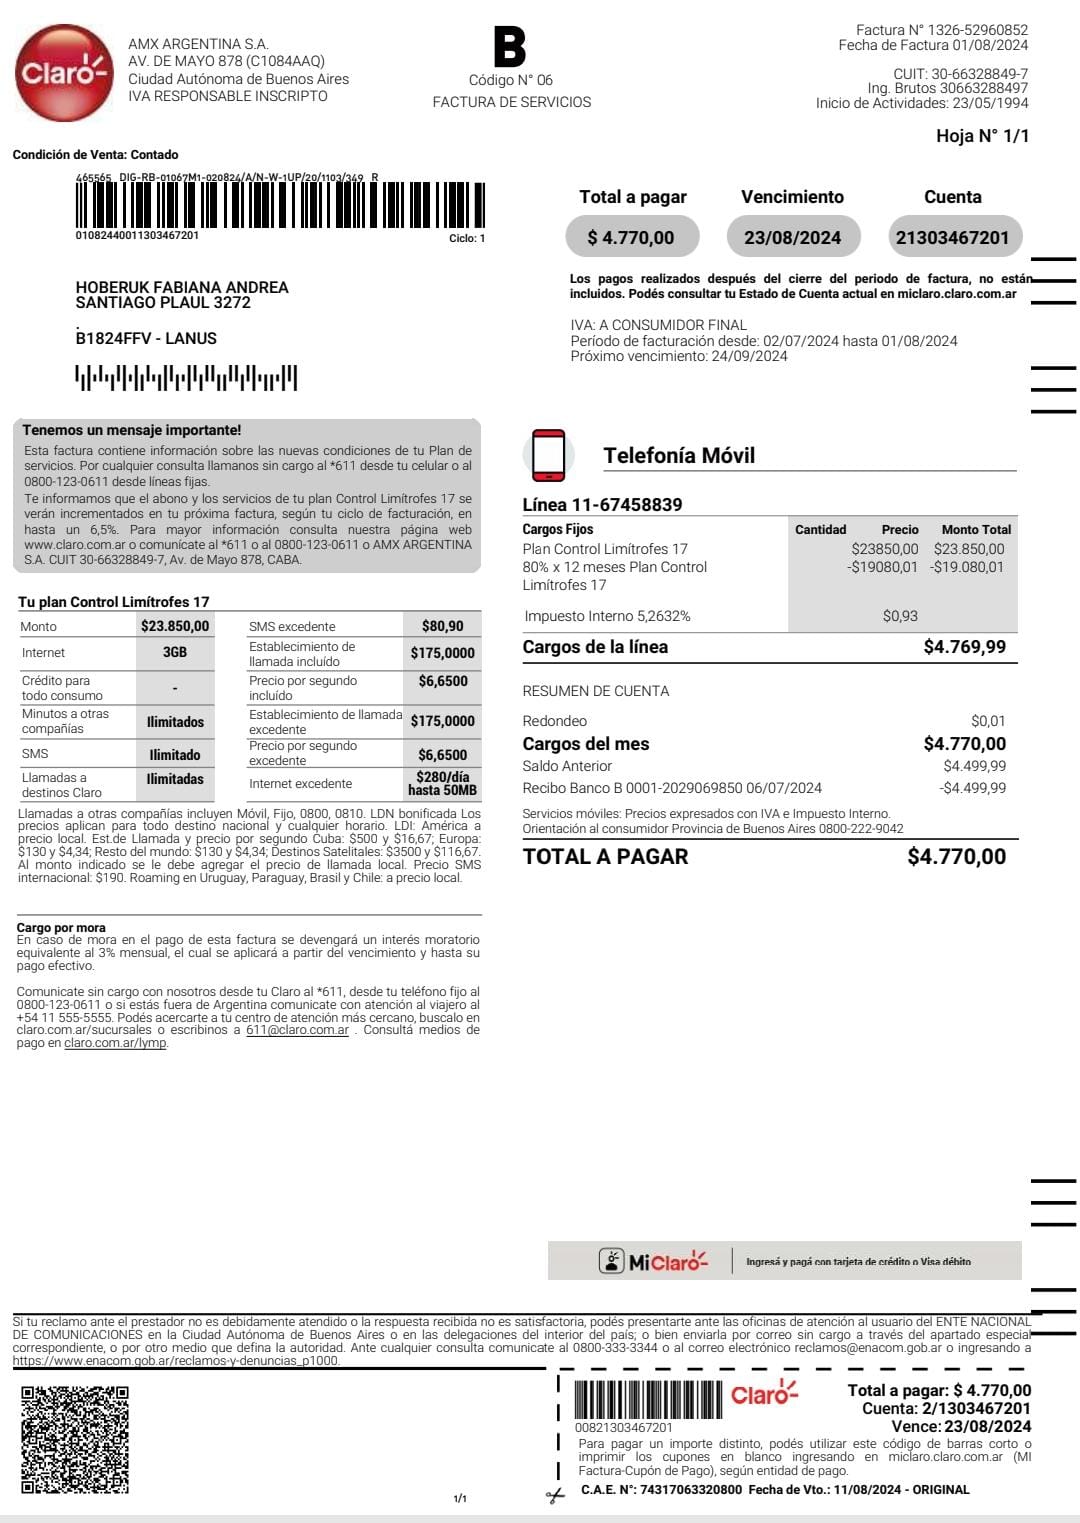 Claro
AMX ARGENTINA S.A.
AV. DE MAYO 878 (C1084AAQ)
Ciudad Autónoma de Buenos Aires
IVA RESPONSABLE INSCRIPTO
B
Código N° 06
FACTURA DE SERVICIOS
Factura N° 1326-52960852
Fecha de Factura 01/08/2024
CUIT: 30-66328849-7
Ing. Brutos 30663288497
Inicio de Actividades: 23/05/1994
Hoja N° 1/1
Condición de Venta: Contado
465565 DIG-RB-01067M1-020824/A/N-W-1UP/20/1103/349 R
01082440011303467201
Ciclo: 1
Total a pagar Vencimiento Cuenta
$ 4.770,00 23/08/2024 21303467201
Los pagos realizados después del cierre del periodo de factura, no están
incluidos. Podés consultar tu Estado de Cuenta actual en miclaro.claro.com.ar
HOBERUK FABIANA ANDREA
SANTIAGO PLAUL 3272
.
B1824FFV - LANUS
IVA: A CONSUMIDOR FINAL
Período de facturación desde: 02/07/2024 hasta 01/08/2024
Próximo vencimiento: 24/09/2024
Tenemos un mensaje importante!
Esta factura contiene información sobre las nuevas condiciones de tu Plan de
servicios. Por cualquier consulta llamanos sin cargo al *611 desde tu celular o al
0800-123-0611 desde líneas fijas.
Te informamos que el abono y los servicios de tu plan Control Limítrofes 17 se
verán incrementados en tu próxima factura, según tu ciclo de facturación, en
hasta un 6,5%. Para mayor información consulta nuestra página web
www.claro.com.ar o comunícate al *611 o al 0800-123-0611 o AMX ARGENTINA
S.A. CUIT 30-66328849-7, Av. de Mayo 878, CABA.
Tu plan Control Limítrofes 17
Monto $23.850,00
Internet 3GB
Crédito para
todo consumo -
Minutos a otras
compañías Ilimitados
SMS Ilimitado
Llamadas a
destinos Claro Ilimitadas
SMS excedente $80,90
Establecimiento de
llamada incluído $175,0000
Precio por segundo
incluído $6,6500
Establecimiento de llamada
excedente $175,0000
Precio por segundo
excedente $6,6500
Internet excedente $280/día
hasta 50MB
Llamadas a otras compañías incluyen Móvil, Fijo, 0800, 0810. LDN bonificada Los
precios aplican para todo destino nacional y cualquier horario. LDI: América a
precio local. Est.de Llamada y precio por segundo Cuba: $500 y $16,67; Europa:
$130 y $4,34; Resto del mundo: $130 y $4,34; Destinos Satelitales: $3500 y $116,67.
Al monto indicado se le debe agregar el precio de llamada local. Precio SMS
internacional: $190. Roaming en Uruguay, Paraguay, Brasil y Chile: a precio local.
Cargo por mora
En caso de mora en el pago de esta factura se devengará un interés moratorio
equivalente al 3% mensual, el cual se aplicará a partir del vencimiento y hasta su
pago efectivo.
Comunicate sin cargo con nosotros desde tu Claro al *611, desde tu teléfono fijo al
0800-123-0611 o si estás fuera de Argentina comunicate con atención al viajero al
+54 11 555-5555. Podés acercarte a tu centro de atención más cercano, buscalo en
claro.com.ar/sucursales o escribinos a 611@claro.com.ar . Consultá medios de
pago en claro.com.ar/lymp.
Telefonía Móvil
Línea 11-67458839
Cargos Fijos Cantidad Precio Monto Total
Plan Control Limítrofes 17 $23850,00 $23.850,00
80% x 12 meses Plan Control -$19080,01 -$19.080,01
Limítrofes 17
Impuesto Interno 5,2632% $0,93
Cargos de la línea $4.769,99
RESUMEN DE CUENTA
Redondeo $0,01
Cargos del mes $4.770,00
Saldo Anterior $4.499,99
Recibo Banco B 0001-2029069850 06/07/2024 -$4.499,99
Servicios móviles: Precios expresados con IVA e Impuesto Interno.
Orientación al consumidor Provincia de Buenos Aires 0800-222-9042
TOTAL A PAGAR $4.770,00
MiClaro Ingresá y pagá con tarjeta de crédito o Visa débito
Si tu reclamo ante el prestador no es debidamente atendido o la respuesta recibida no es satisfactoria, podés presentarte ante las oficinas de atención al usuario del ENTE NACIONAL
DE COMUNICACIONES en la Ciudad Autónoma de Buenos Aires o en las delegaciones del interior del país; o bien enviarla por correo sin cargo a través del apartado especial
correspondiente, o por otro medio que defina la autoridad. Ante cualquier consulta comunicate al 0800-333-3344 o al correo electrónico reclamos@enacom.gob.ar o ingresando a
https://www.enacom.gob.ar/reclamos-y-denuncias_p1000.
1/1
00821303467201
Claro
Total a pagar: $ 4.770,00
Cuenta: 2/1303467201
Vence: 23/08/2024
Para pagar un importe distinto, podés utilizar este código de barras corto o
imprimir los cupones en blanco ingresando en miclaro.claro.com.ar (MI
Factura-Cupón de Pago), según entidad de pago.
C.A.E. N°: 74317063320800 Fecha de Vto.: 11/08/2024 - ORIGINAL